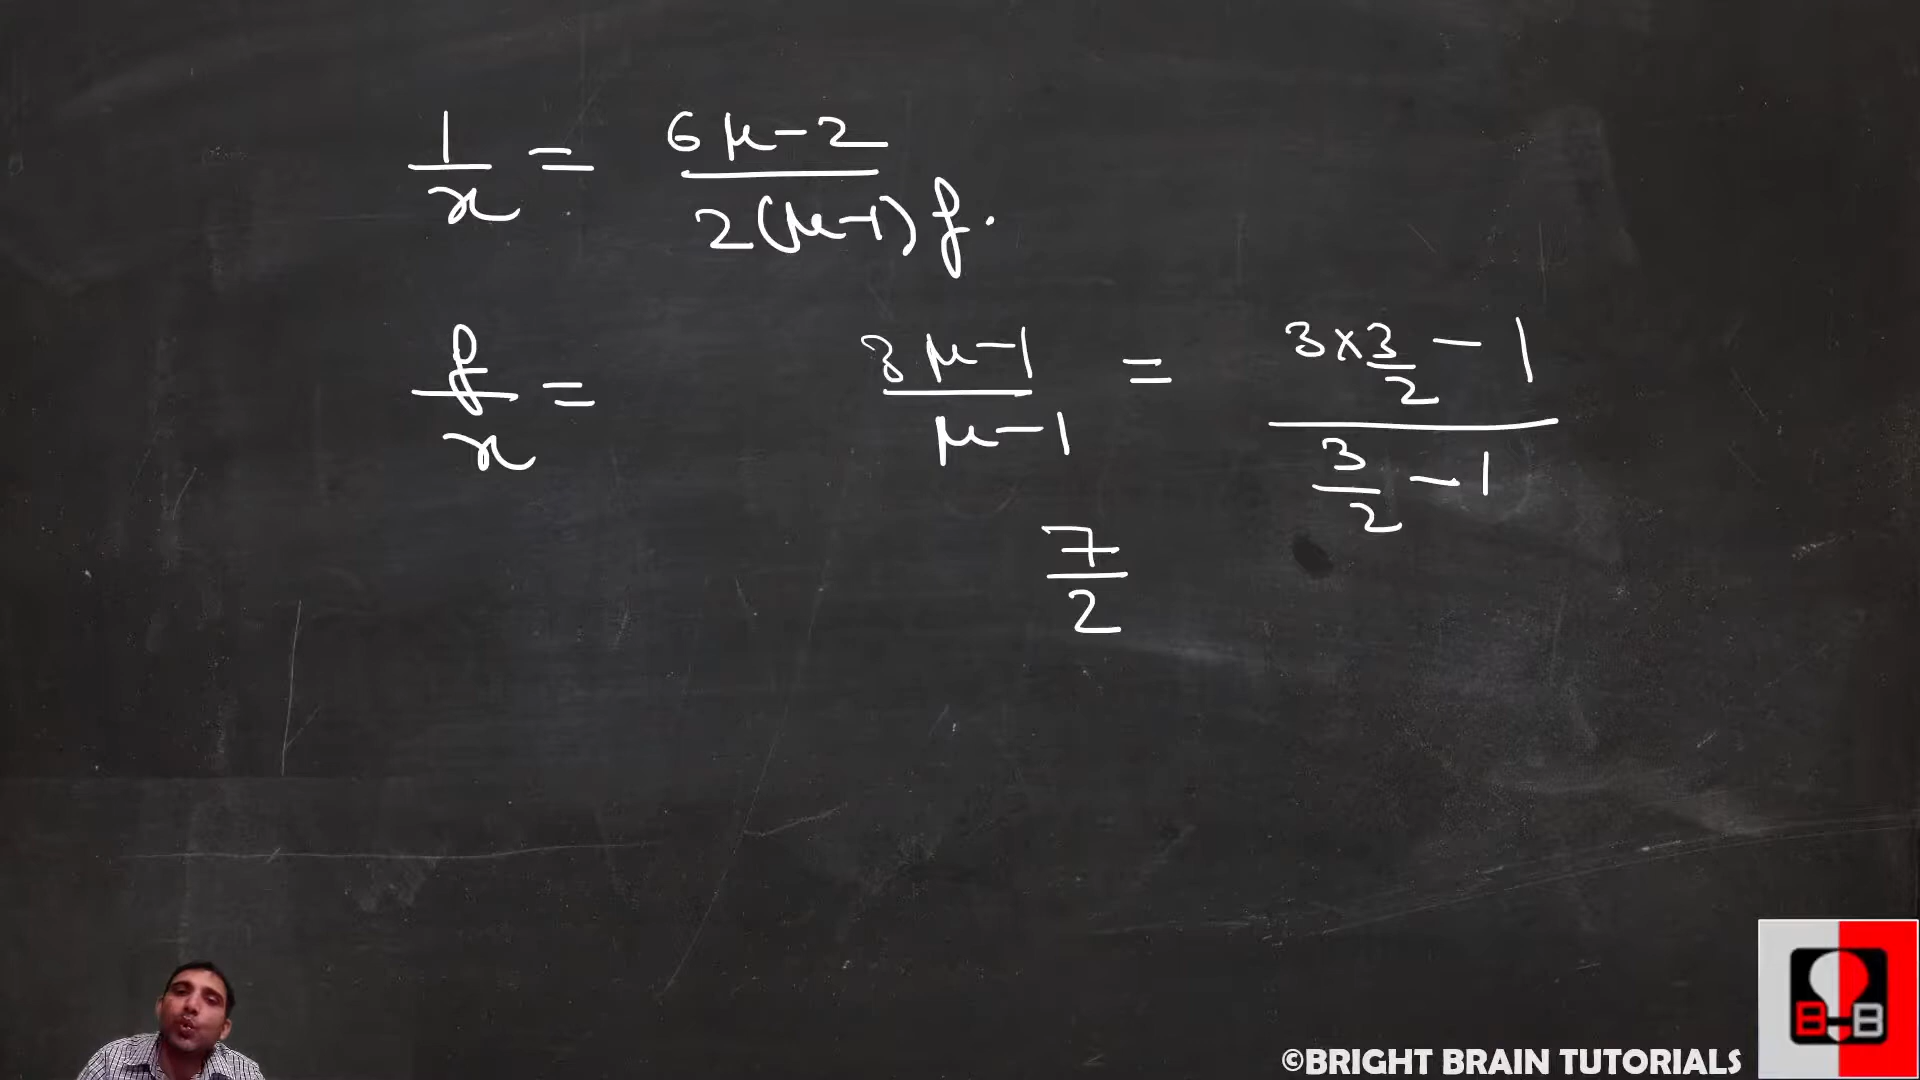 1/x = (6μ-2)/(2(μ-1)f.)
f/x = (3μ-1)/(μ-1) = (3×3/2 - 1)/(3/2 - 1)
7/2
B-B
©BRIGHT BRAIN TUTORIALS